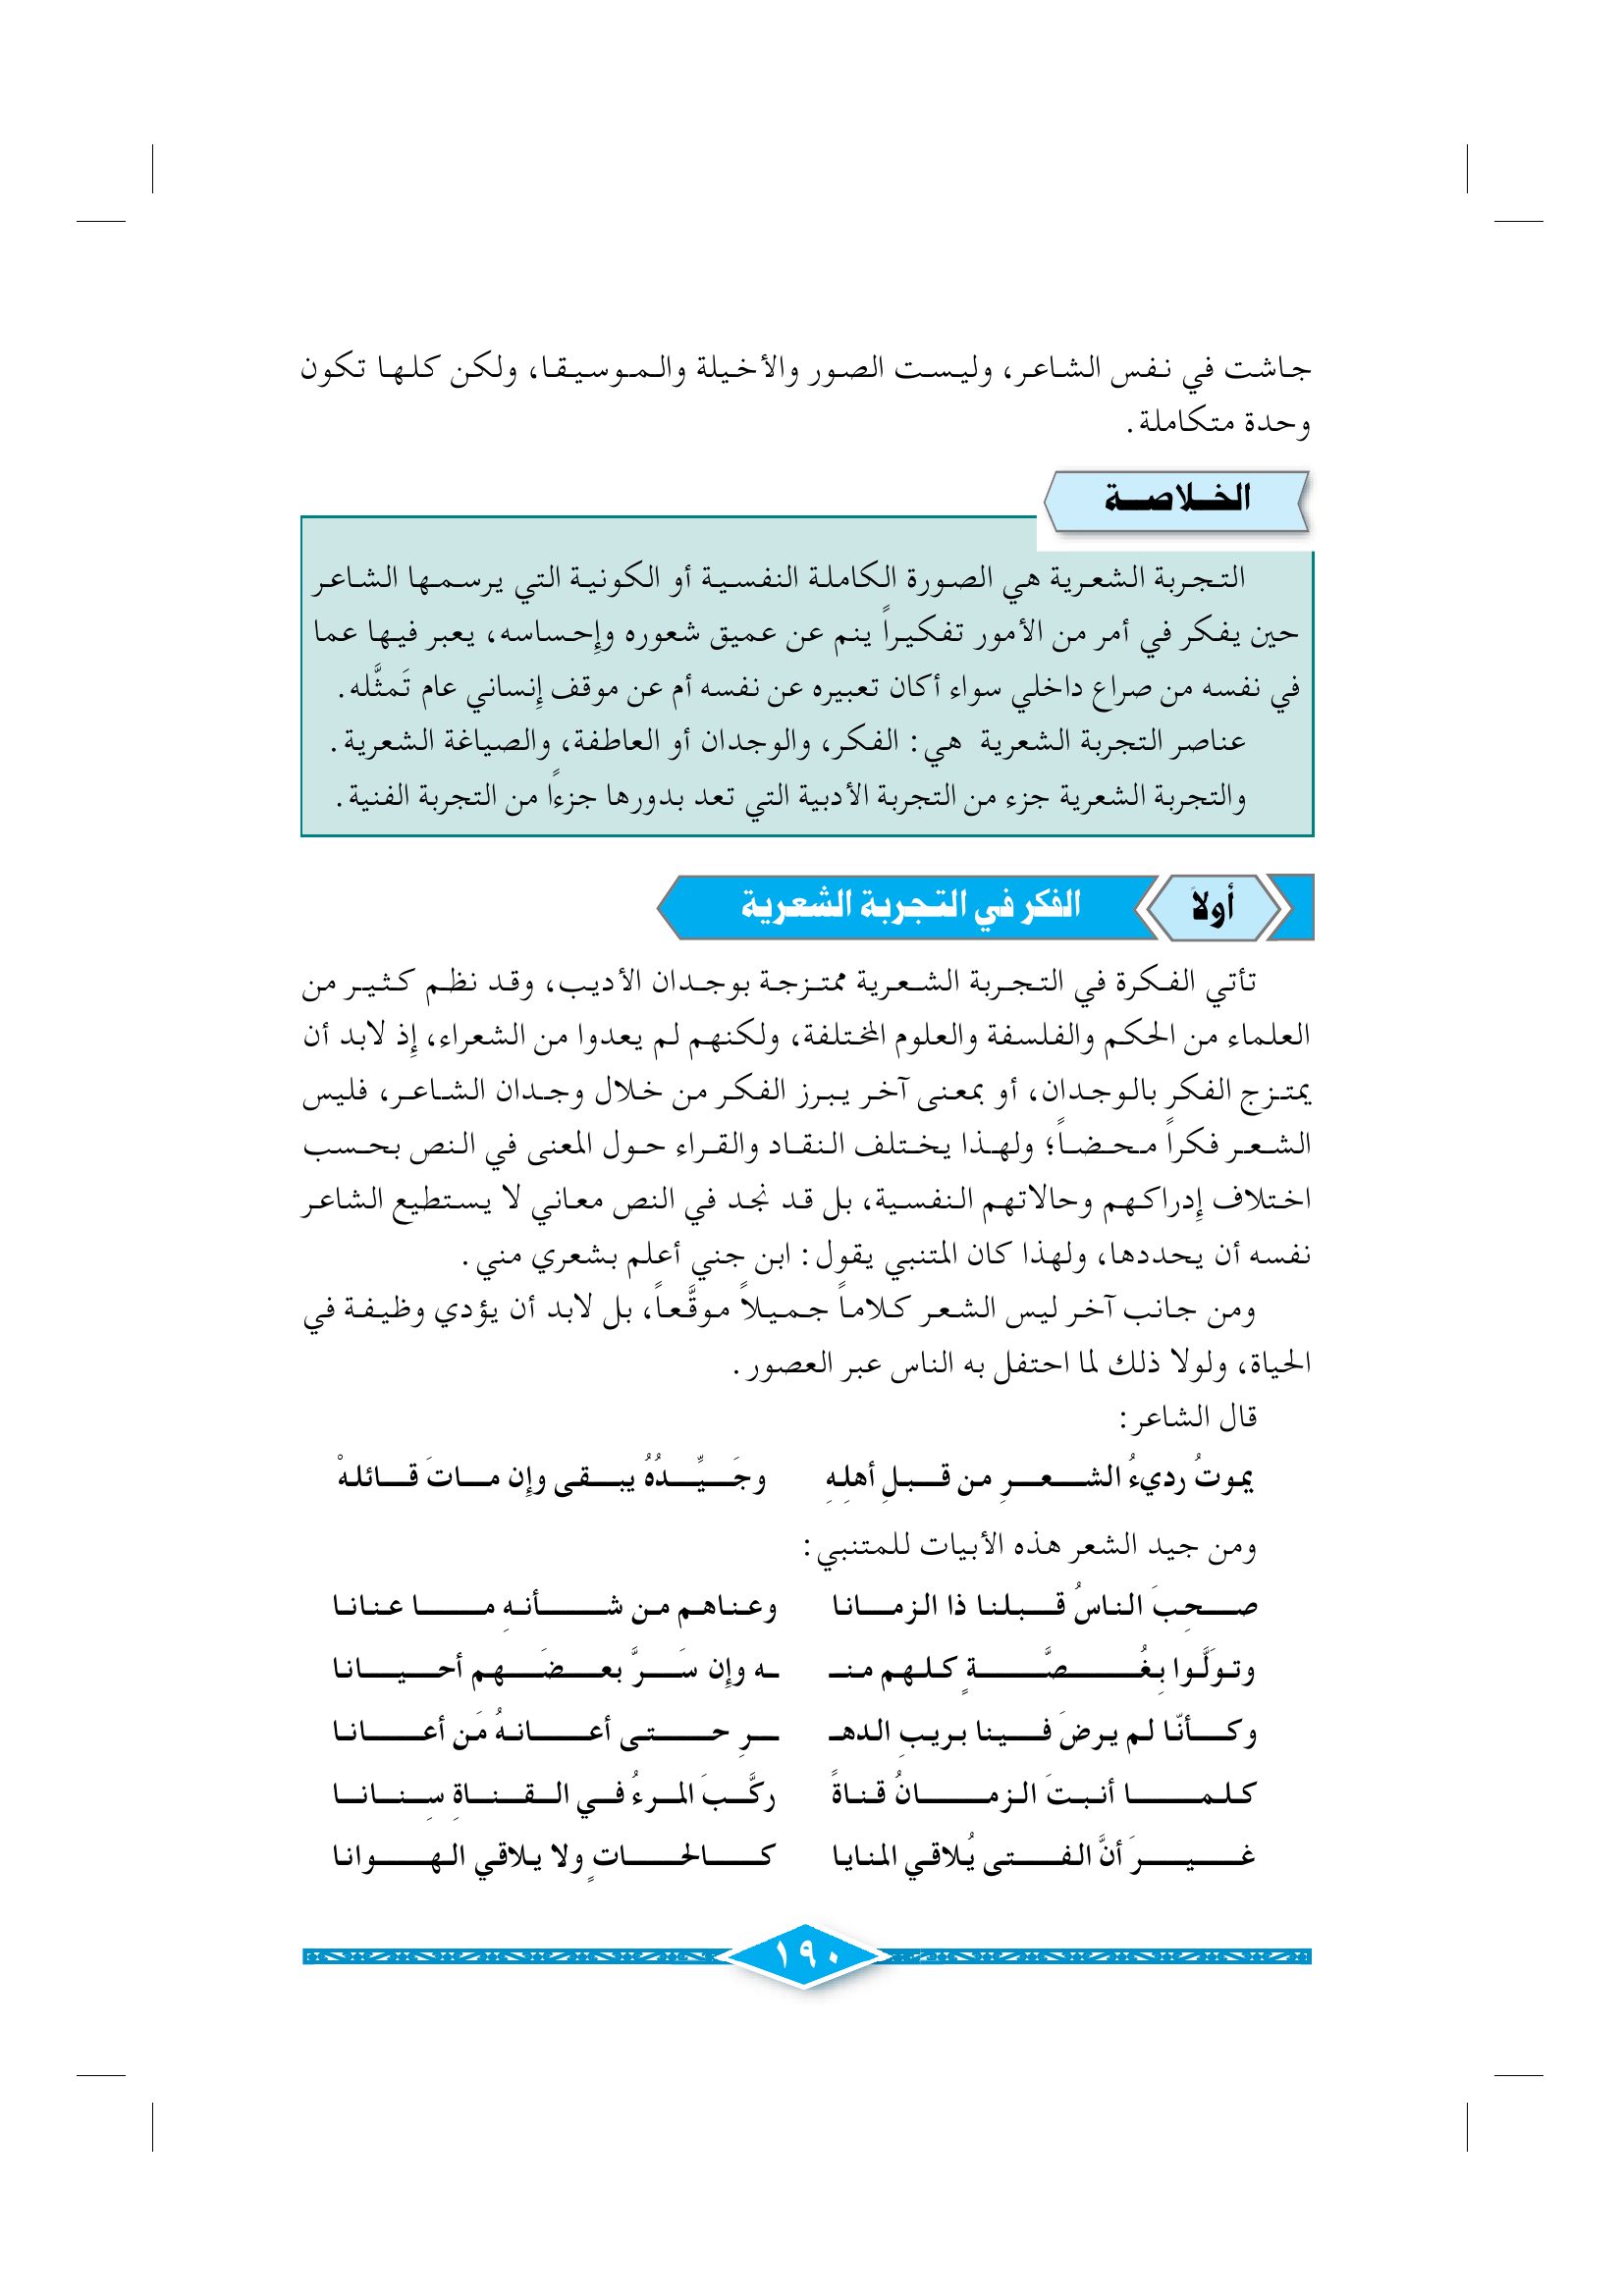 جاشت في نفس الشاعر، وليست الصور والأخيلة والموسيقا، ولكن كلها تكون
وحدة متكاملة.
الخلاصة
التجربة الشعرية هي الصورة الكاملة النفسية أو الكونية التي يرسمها الشاعر
حين يفكر في أمر من الأمور تفكيراً ينم عن عميق شعوره وإحساسه، يعبر فيها عما
في نفسه من صراع داخلي سواء أكان تعبيره عن نفسه أم عن موقف إنساني عام تَمثَّله.
عناصر التجربة الشعرية هي: الفكر، والوجدان أو العاطفة، والصياغة الشعرية.
والتجربة الشعرية جزء من التجربة الأدبية التي تعد بدورها جزءاً من التجربة الفنية.
أولاً الفكر في التجربة الشعرية
تأتي الفكرة في التجربة الشعرية ممتزجة بوجدان الأديب، وقد نظم كثير من
العلماء من الحكم والفلسفة والعلوم المختلفة، ولكنهم لم يعدوا من الشعراء، إذ لابد أن
يمتزج الفكر بالوجدان، أو بمعنى آخر يبرز الفكر من خلال وجدان الشاعر، فليس
الشعر فكراً محضاً؛ ولهذا يختلف النقاد والقراء حول المعنى في النص بحسب
اختلاف إدراكهم وحالاتهم النفسية، بل قد نجد في النص معاني لا يستطيع الشاعر
نفسه أن يحددها، ولهذا كان المتنبي يقول: ابن جني أعلم بشعري مني.
ومن جانب آخر ليس الشعر كلاماً جميلاً موقَّعاً، بل لابد أن يؤدي وظيفة في
الحياة، ولولا ذلك لما احتفل به الناس عبر العصور.
قال الشاعر:
يموتُ رديءُ الشعرِ من قبلِ أهلِهِ وجَيِّدُهُ يبقى وإن ماتَ قائلهْ
ومن جيد الشعر هذه الأبيات للمتنبي:
صحِبَ الناسُ قبلنا ذا الزمانا وعناهم من شأنهِ ما عنانا
وتولَّوا بِغُصَّةٍ كلهم منـ ـه وإن سَرَّ بعضَهم أحيانا
وكأنّا لم يرضَ فينا بريبِ الدهـ ـرِ حتى أعانهُ مَن أعانا
كلما أنبتَ الزمانُ قناةً ركَّبَ المرءُ في القناةِ سِنانا
غيرَ أنَّ الفتى يُلاقي المنايا كالحاتٍ ولا يلاقي الهوانا
١٩٠